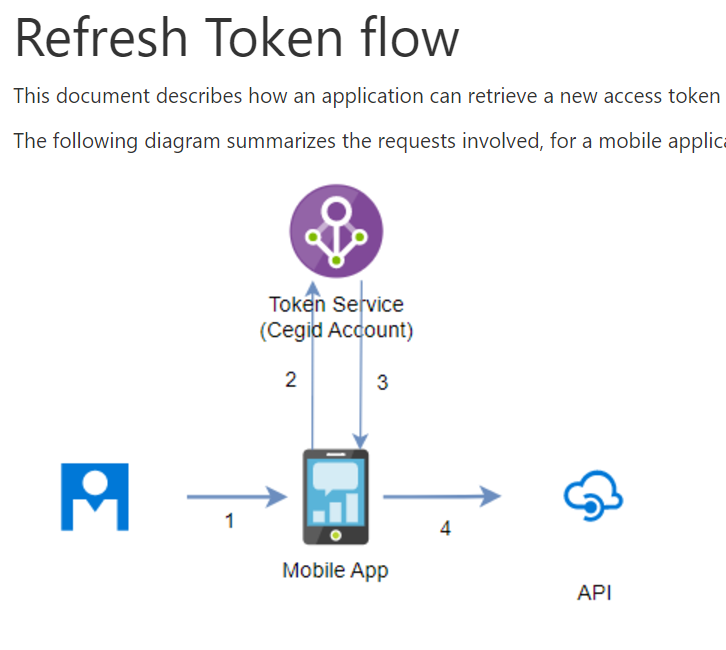 Refresh Token flow
This document describes how an application can retrieve a new access token
The following diagram summarizes the requests involved, for a mobile applica
Token Service
(Cegid Account)
2
3
1
4
Mobile App
API